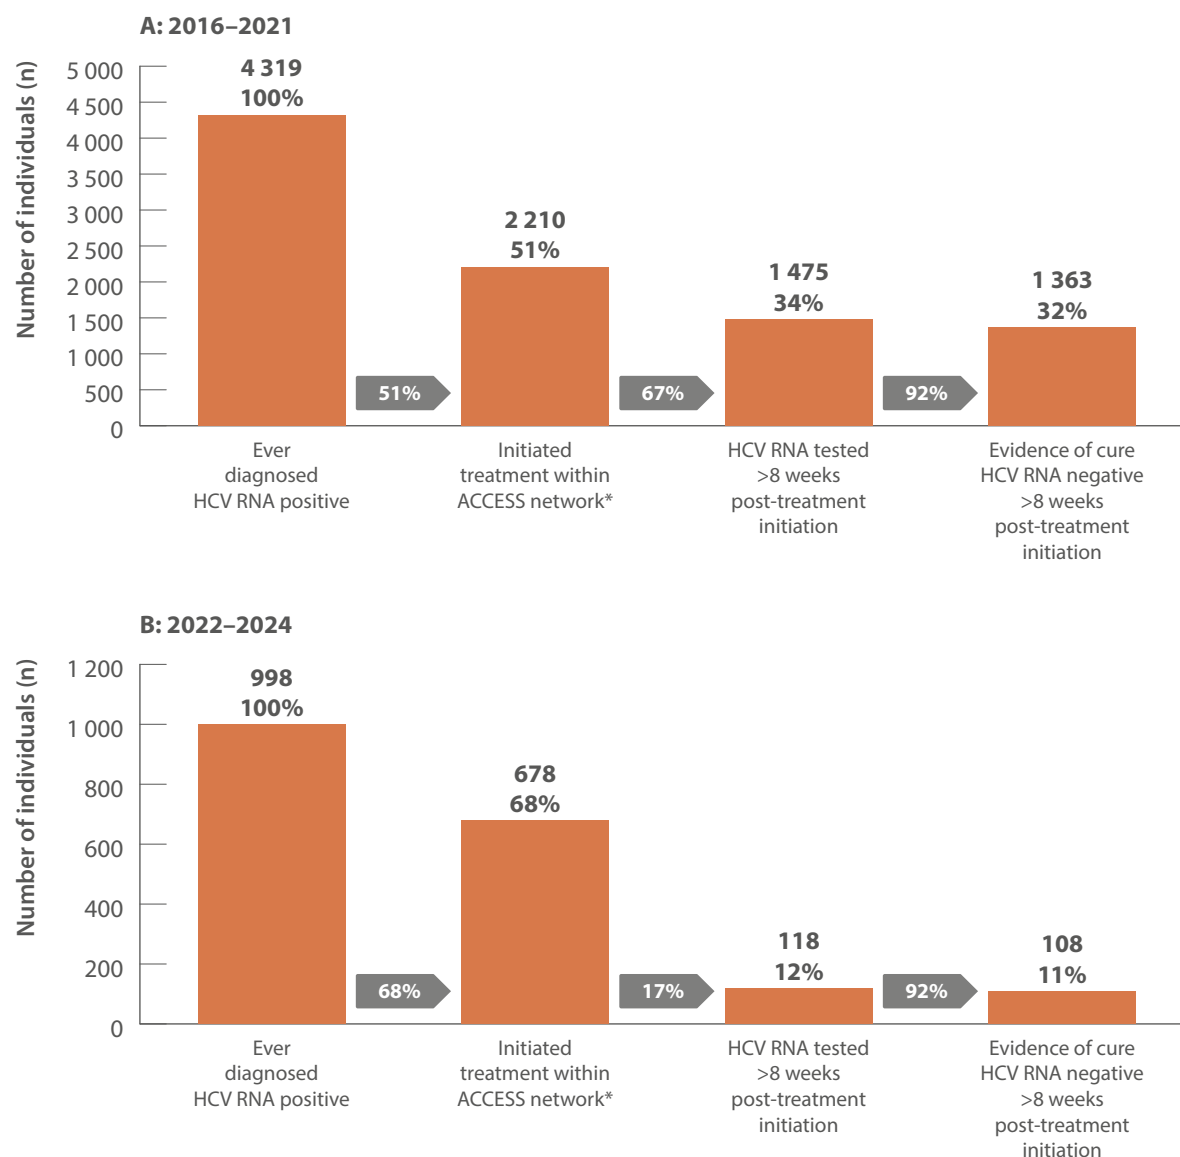 A: 2016–2021
Number of individuals (n)
5 000
4 500
4 000
3 500
3 000
2 500
2 000
1 500
1 000
500
0
4 319
100%
2 210
51%
1 475
34%
1 363
32%
51%
67%
92%
Ever
diagnosed
HCV RNA positive
Initiated
treatment within
ACCESS network*
HCV RNA tested
>8 weeks
post-treatment
initiation
Evidence of cure
HCV RNA negative
>8 weeks
post-treatment
initiation
B: 2022–2024
Number of individuals (n)
1 200
1 000
800
600
400
200
0
998
100%
678
68%
118
12%
108
11%
68%
17%
92%
Ever
diagnosed
HCV RNA positive
Initiated
treatment within
ACCESS network*
HCV RNA tested
>8 weeks
post-treatment
initiation
Evidence of cure
HCV RNA negative
>8 weeks
post-treatment
initiation